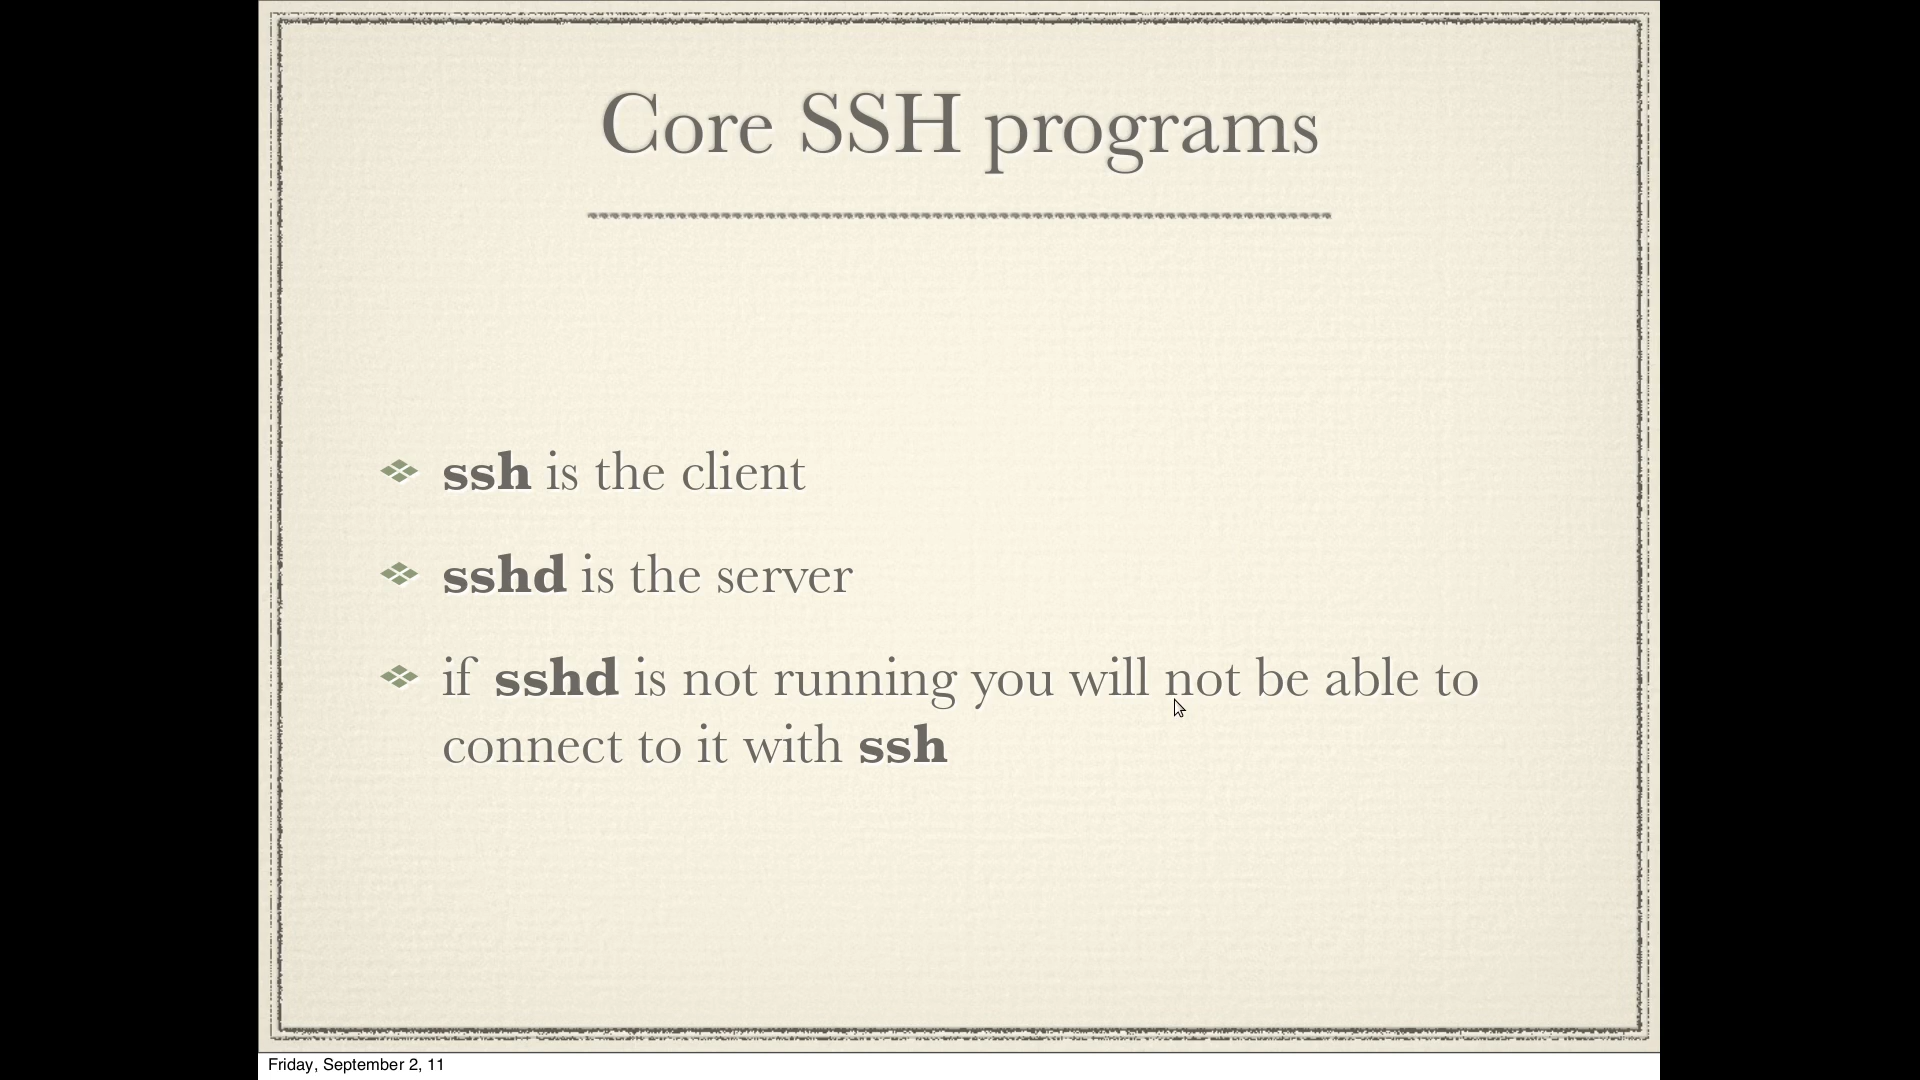 Core SSH programs
ssh is the client
sshd is the server
if sshd is not running you will not be able to
connect to it with ssh
Friday, September 2, 11